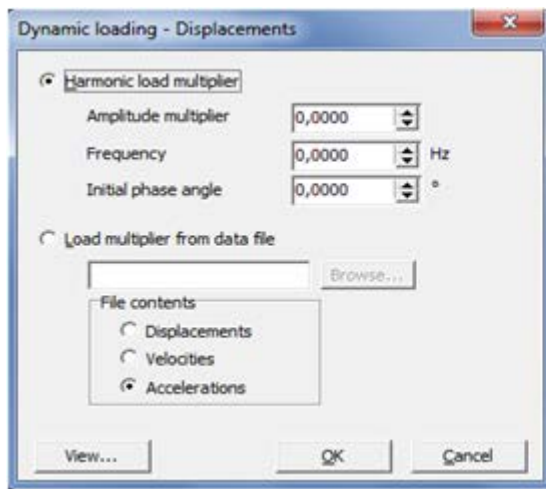 Dynamic loading - Displacements
Harmonic load multiplier
Amplitude multiplier 0,0000
Frequency 0,0000 Hz
Initial phase angle 0,0000 °
Load multiplier from data file
Browse...
File contents
Displacements
Velocities
Accelerations
View... OK Cancel